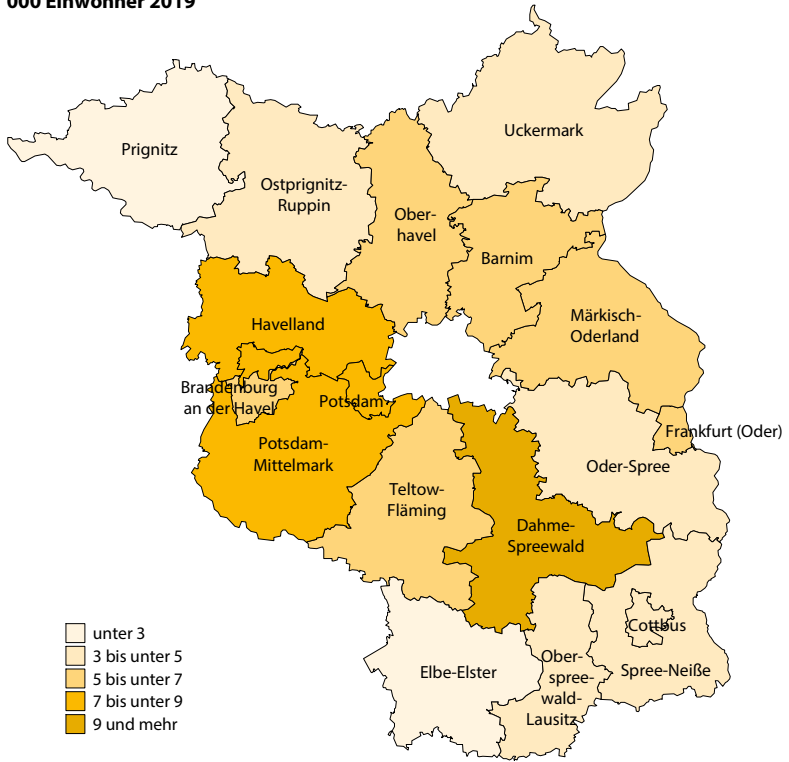 000 Einwohner 2019
Uckermark
Prignitz
Ostprignitz-
Ruppin
Ober-
havel
Barnim
Havelland
Märkisch-
Oderland
Brandenburg
an der Havel
Potsdam
Frankfurt (Oder)
Potsdam-
Mittelmark
Oder-Spree
Teltow-
Fläming
Dahme-
Spreewald
Cottbus
Elbe-Elster
Ober-
spree-
wald-
Lausitz
Spree-Neiße
unter 3
3 bis unter 5
5 bis unter 7
7 bis unter 9
9 und mehr